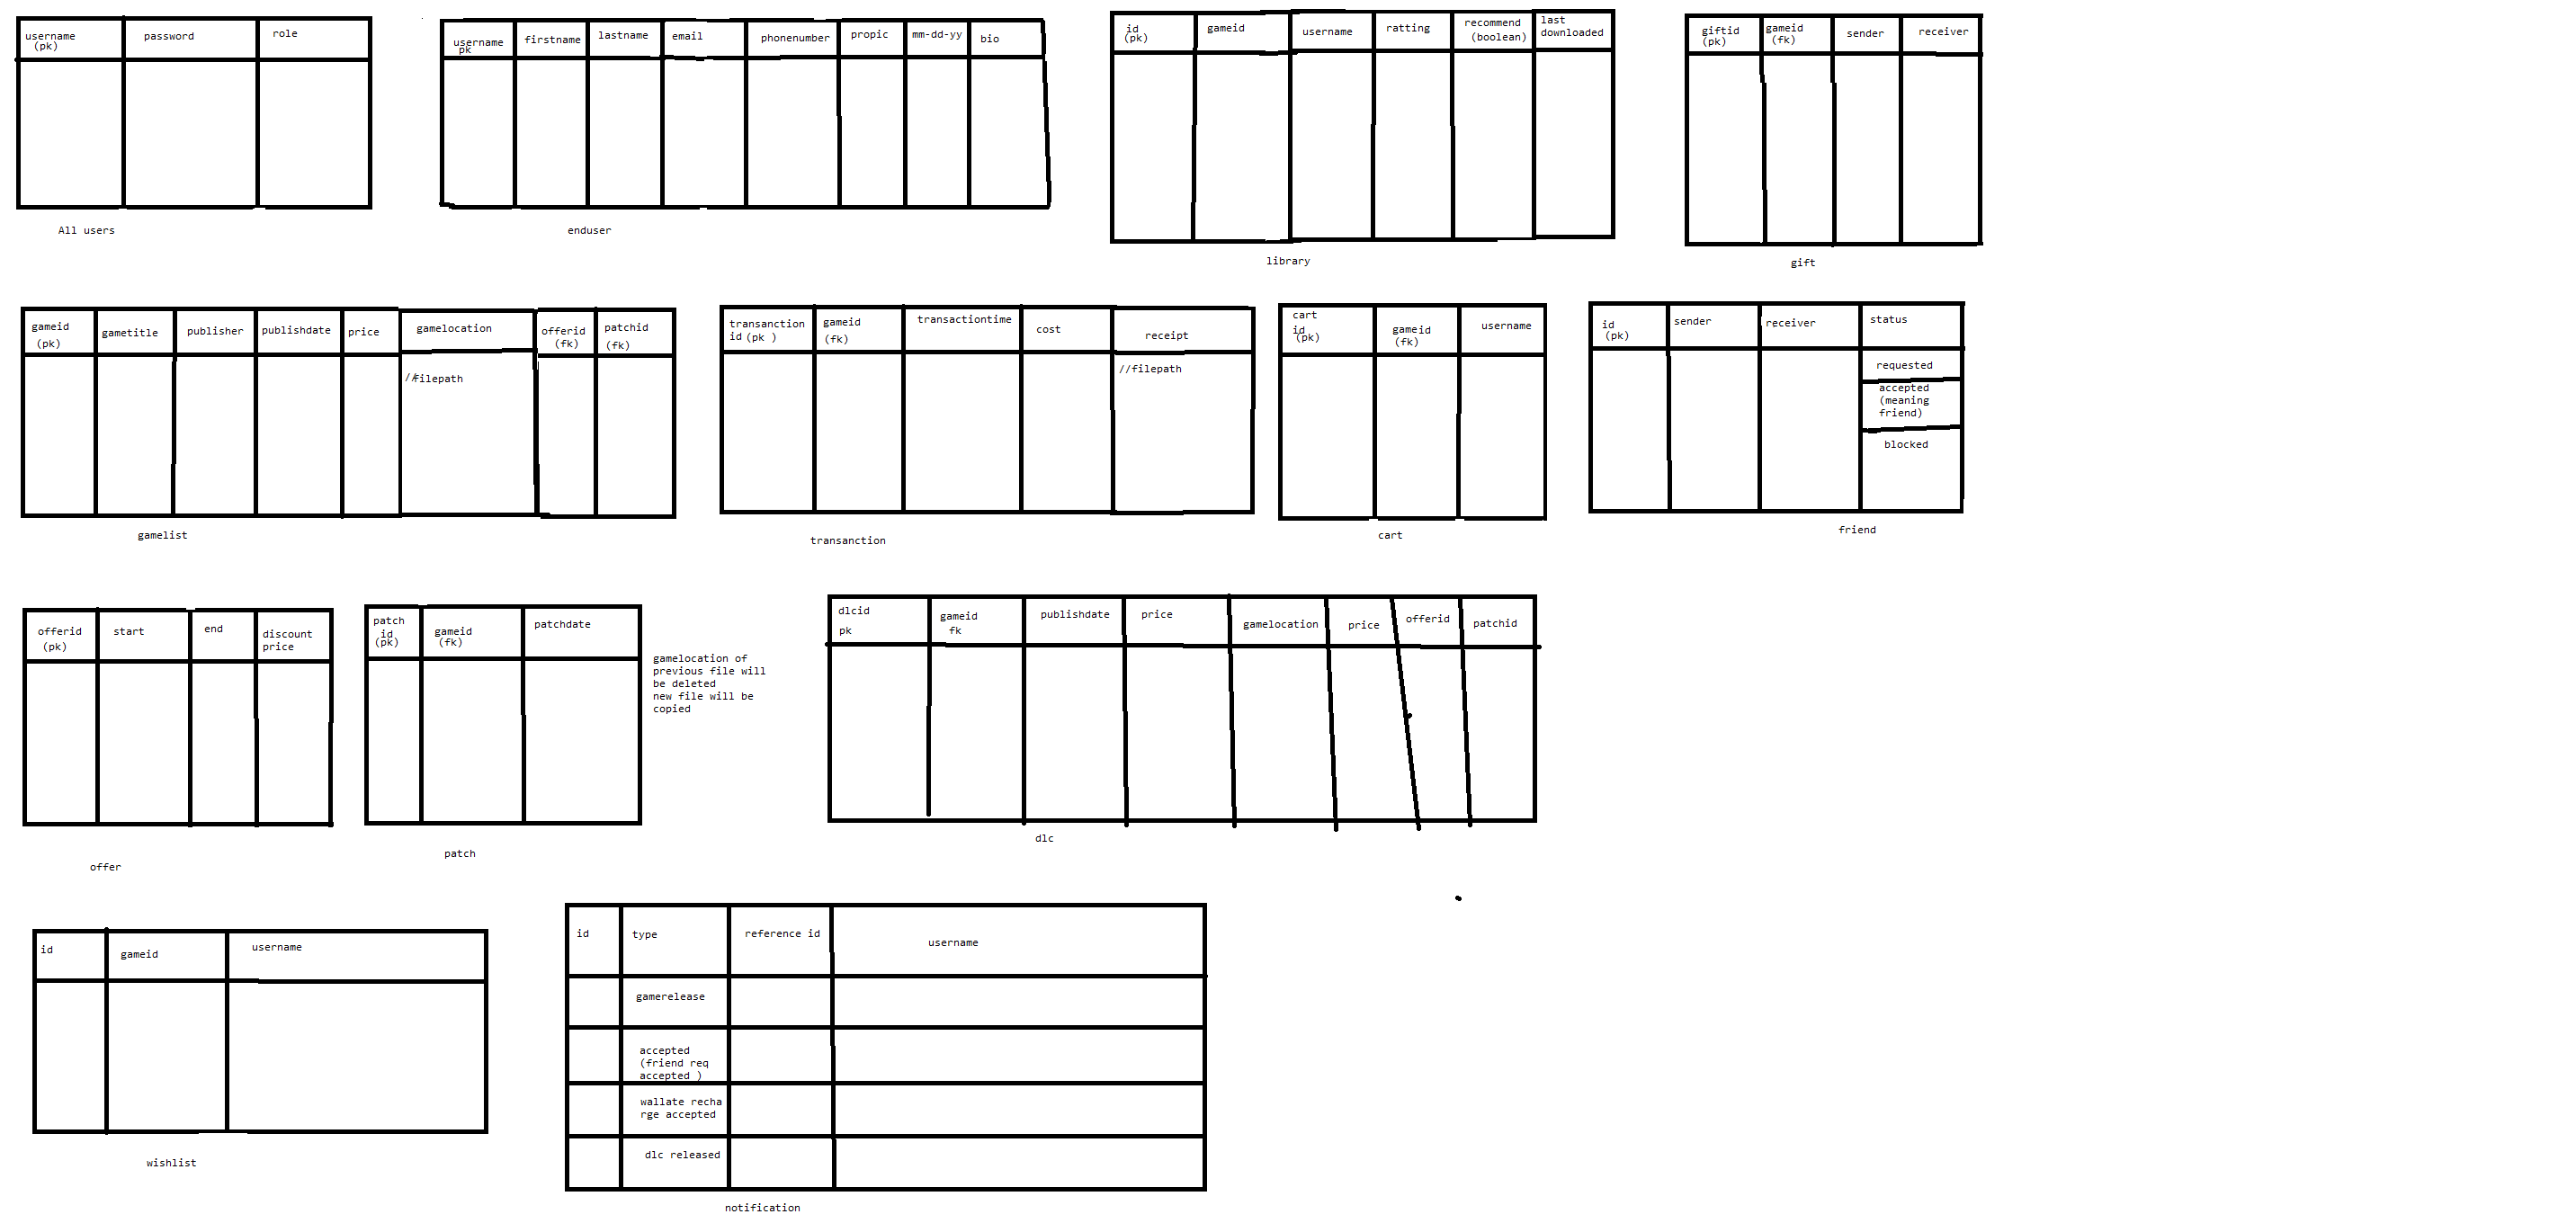 username
(pk)
password
role
All users
username
pk
firstname
lastname
email
phonenumber
propic
mm-dd-yy
bio
enduser
id
(pk)
gameid
username
ratting
recommend
(boolean)
last
downloaded
library
giftid
(pk)
gameid
(fk)
sender
receiver
gift
gameid
(pk)
gametitle
publisher
publishdate
price
gamelocation
offerid
(fk)
patchid
(fk)
//filepath
gamelist
transanction
id (pk )
gameid
(fk)
transactiontime
cost
receipt
//filepath
transanction
cart
id
(pk)
gameid
(fk)
username
cart
id
(pk)
sender
receiver
status
requested
accepted
(meaning
friend)
blocked
friend
offerid
(pk)
start
end
discount
price
offer
patch
id
(pk)
gameid
(fk)
patchdate
patch
gamelocation of
previous file will
be deleted
new file will be
copied
dlcid
pk
gameid
fk
publishdate
price
gamelocation
price
offerid
patchid
dlc
id
gameid
username
wishlist
id
type
reference id
username
gamerelease
accepted
(friend req
accepted )
wallate recha
rge accepted
dlc released
notification